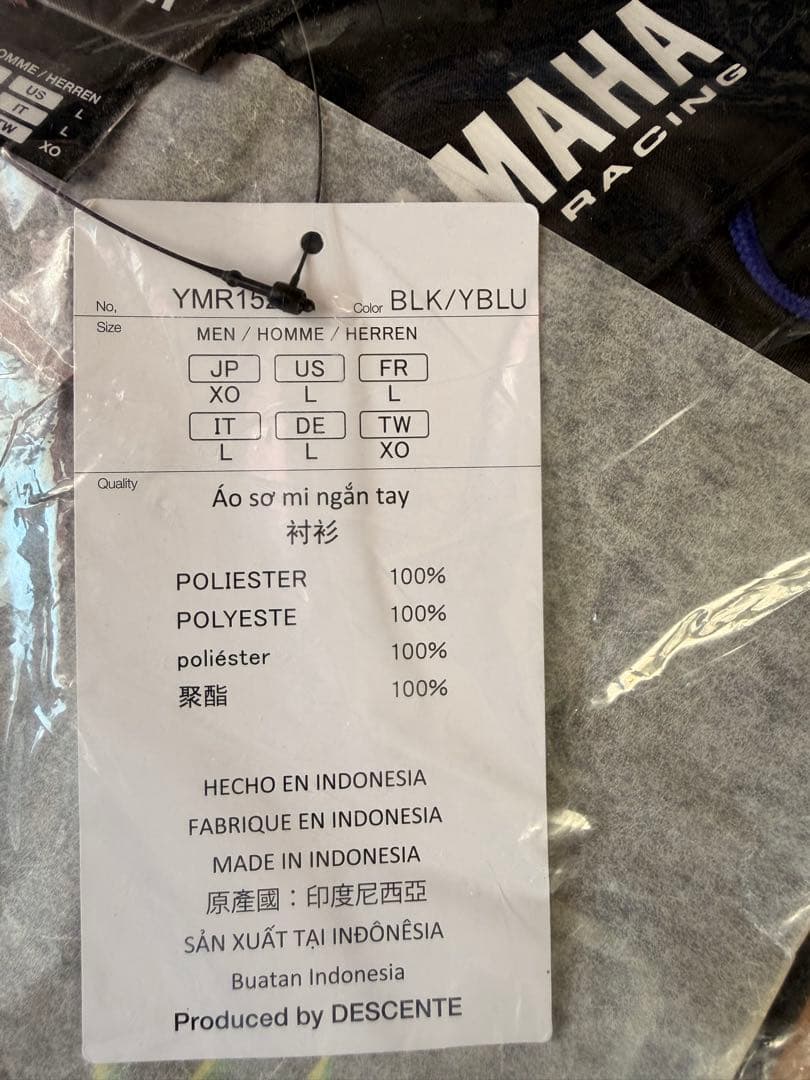 OMME / HERREN
US L
IT L
TW XO
MAHA
RACING
No, YMR152 Color BLK/YBLU
Size MEN / HOMME / HERREN
JP US FR
XO L L
IT DE TW
L L XO
Quality
Áo sơ mi ngắn tay
衬衫
POLIESTER 100%
POLYESTE 100%
poliéster 100%
聚酯 100%
HECHO EN INDONESIA
FABRIQUE EN INDONESIA
MADE IN INDONESIA
原產國：印度尼西亞
SẢN XUẤT TẠI INĐÔNÊSIA
Buatan Indonesia
Produced by DESCENTE